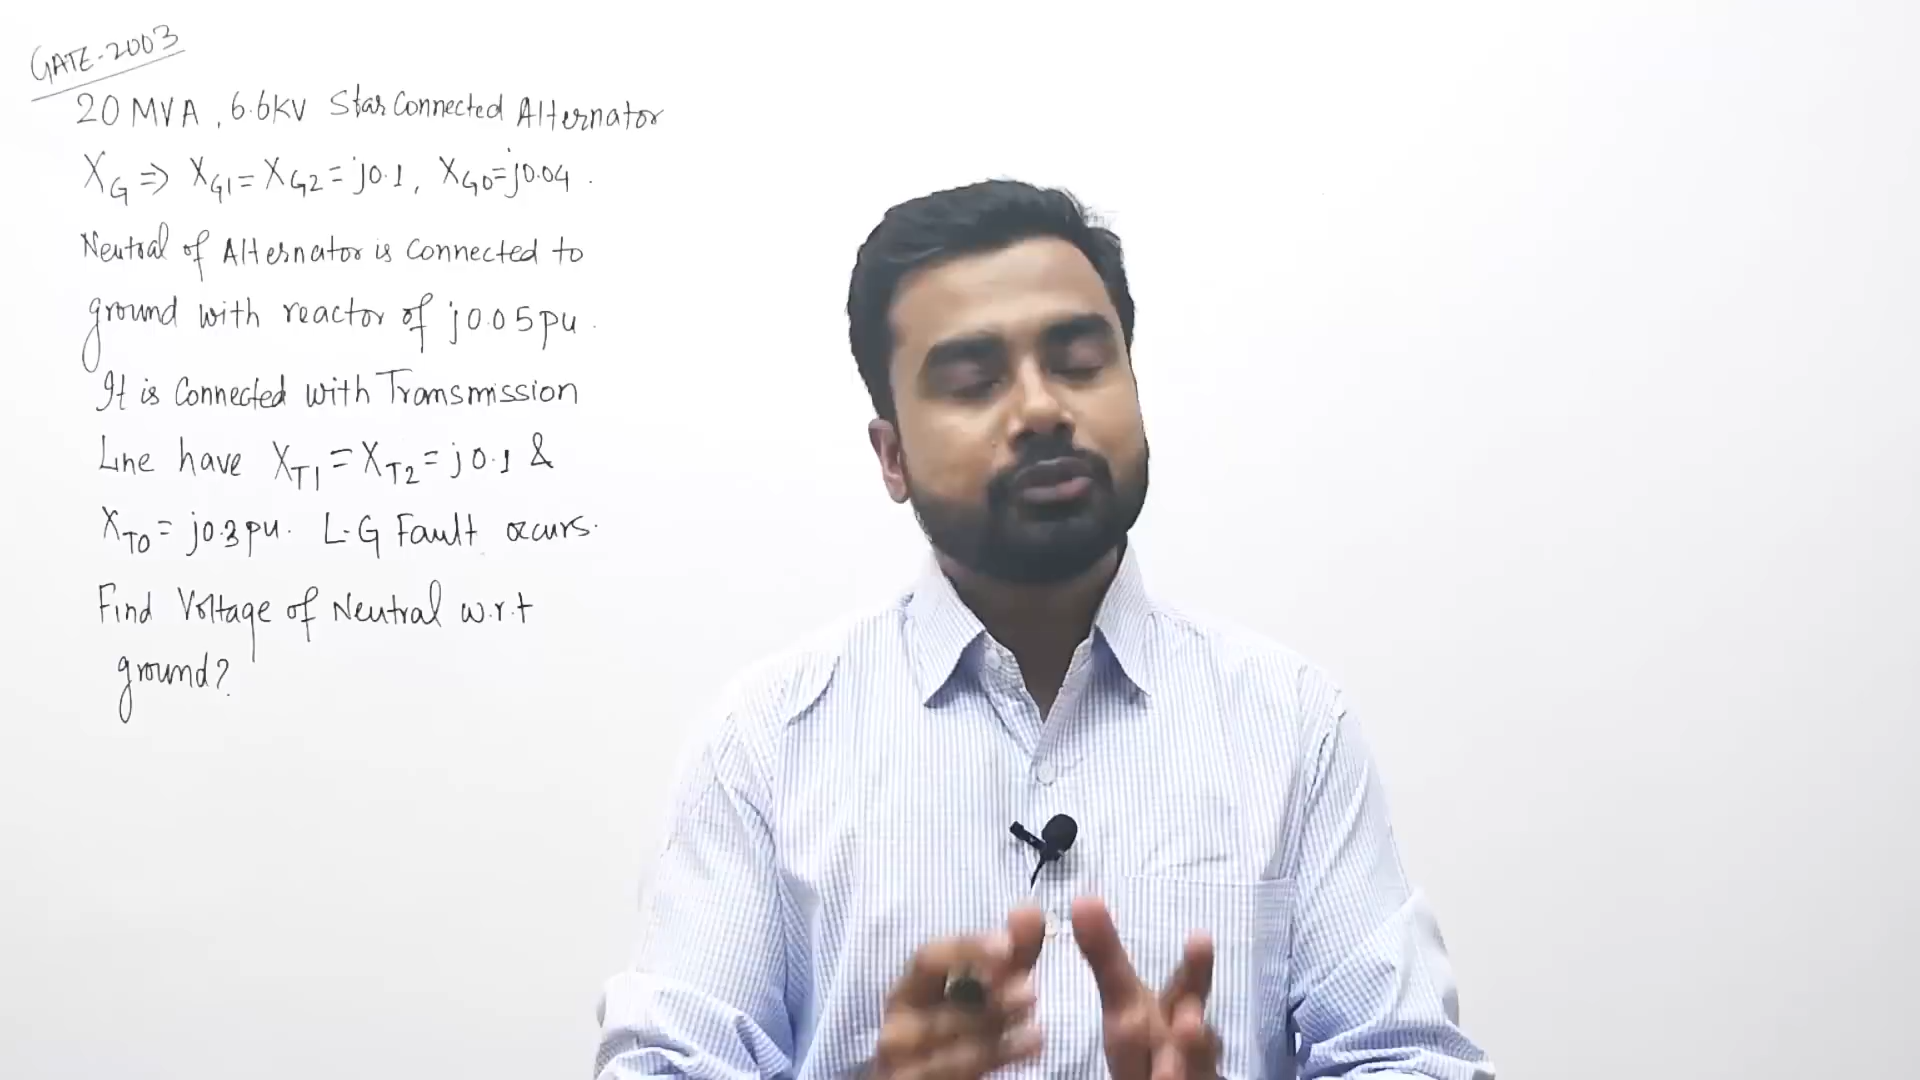 GATE-2003
20 MVA, 6.6KV Star Connected Alternator
XG ⇒ XG1 = XG2 = j0.1, XG0 = j0.04.
Neutral of Alternator is connected to
ground with reactor of j0.05pu.
It is Connected with Transmission
Line have XT1 = XT2 = j0.1 &
XT0 = j0.3pu. L-G Fault occurs.
Find Voltage of Neutral w.r.t
ground?